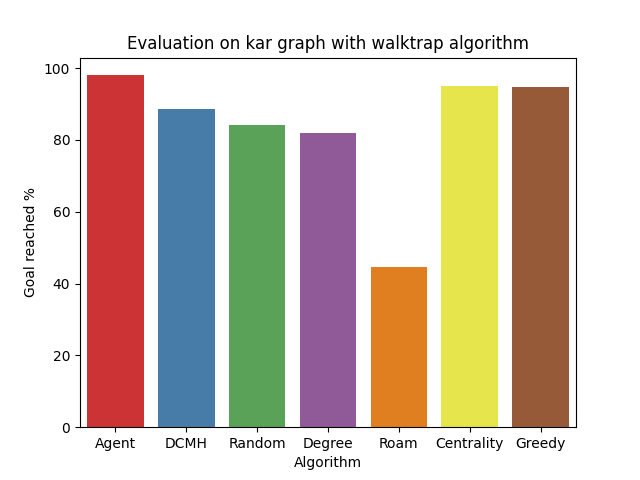 Evaluation on kar graph with walktrap algorithm
Goal reached %
100
80
60
40
20
0
Agent DCMH Random Degree Roam Centrality Greedy
Algorithm